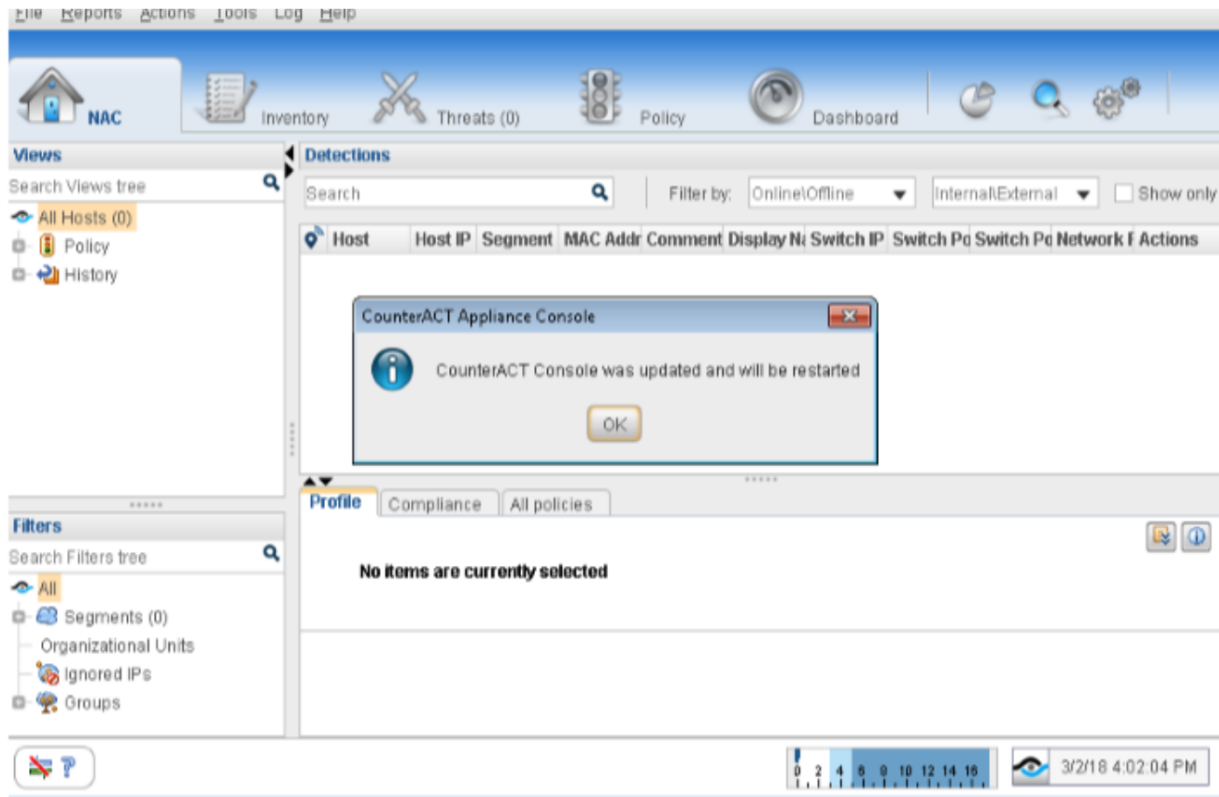 File Reports Actions Tools Log Help
NAC Inventory Threats (0) Policy Dashboard
Views
Search Views tree
All Hosts (0)
Policy
History
Detections
Search Filter by: Online\Offline Internal\External Show only
Host Host IP Segment MAC Addr Comment Display Na Switch IP Switch Po Switch Po Network F Actions
CounterACT Appliance Console
CounterACT Console was updated and will be restarted
OK
Profile Compliance All policies
No items are currently selected
Filters
Search Filters tree
All
Segments (0)
Organizational Units
Ignored IPs
Groups
0 2 4 6 8 10 12 14 16
3/2/18 4:02:04 PM